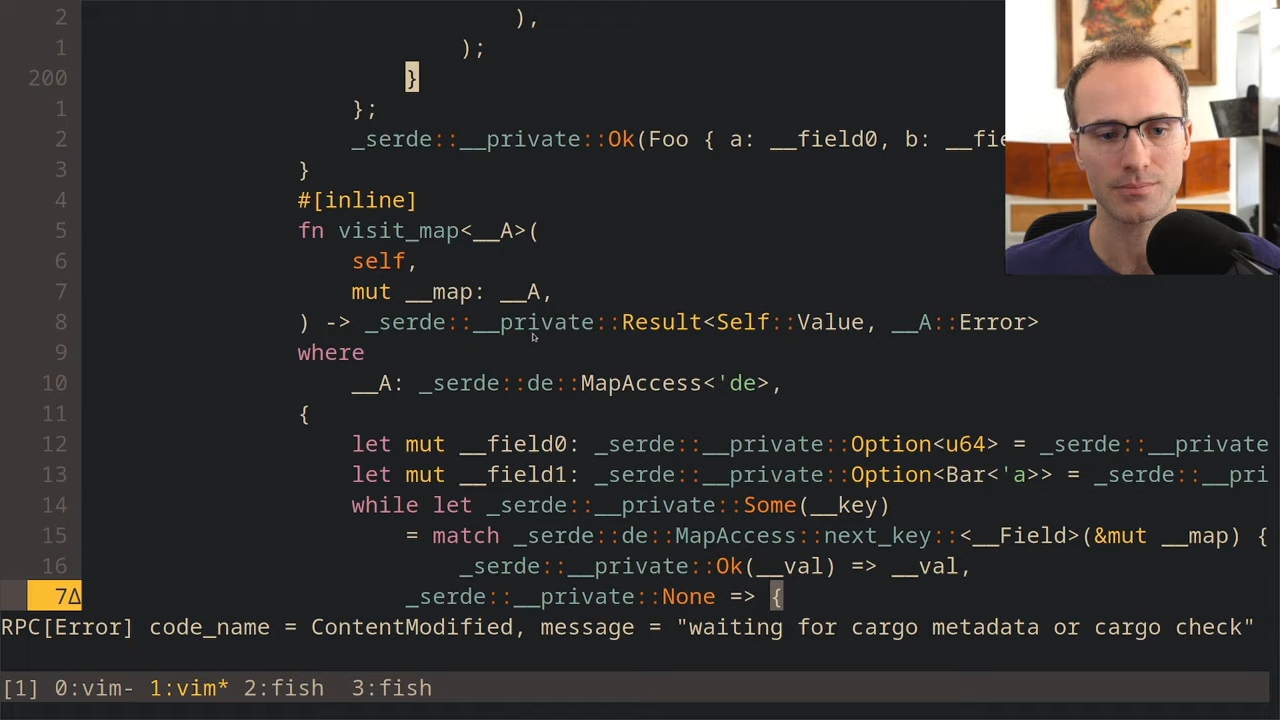 2 ),
1 );
200 }
1 };
2 _serde::__private::Ok(Foo { a: __field0, b: __fie
3 }
4 #[inline]
5 fn visit_map<__A>(
6 self,
7 mut __map: __A,
8 ) -> _serde::__private::Result<Self::Value, __A::Error>
9 where
10 __A: _serde::de::MapAccess<'de>,
11 {
12 let mut __field0: _serde::__private::Option<u64> = _serde::__private
13 let mut __field1: _serde::__private::Option<Bar<'a>> = _serde::__pri
14 while let _serde::__private::Some(__key)
15 = match _serde::de::MapAccess::next_key::<__Field>(&mut __map) {
16 _serde::__private::Ok(__val) => __val,
7Δ _serde::__private::None => {
RPC[Error] code_name = ContentModified, message = "waiting for cargo metadata or cargo check"
[1] 0:vim- 1:vim* 2:fish 3:fish